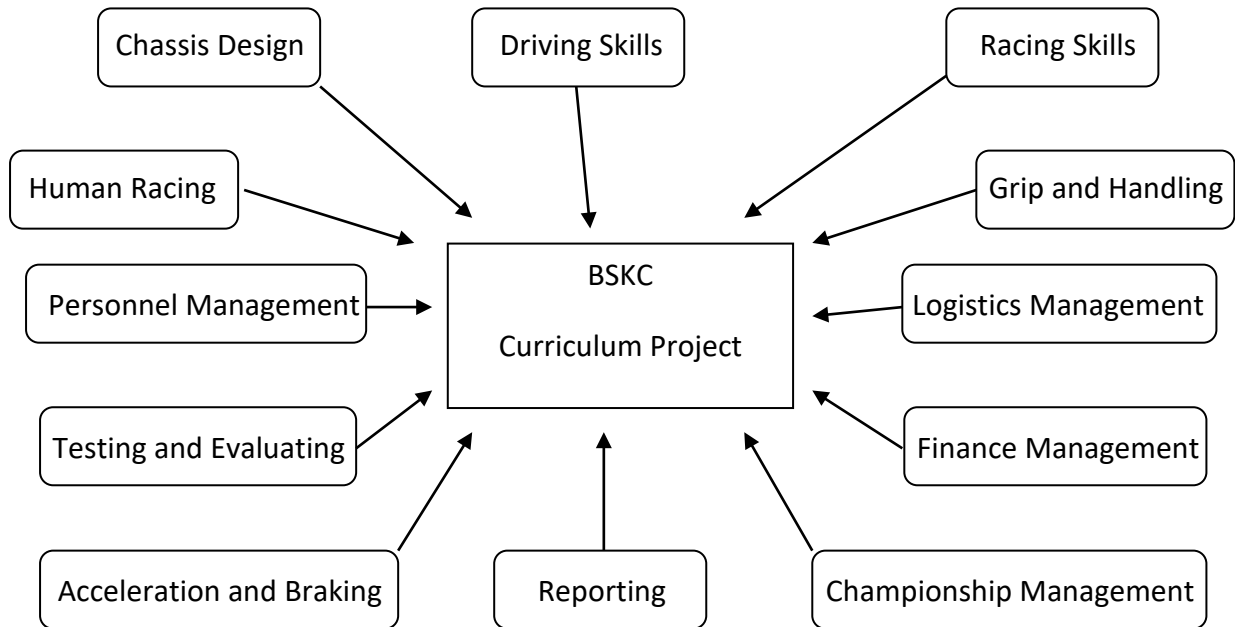 Chassis Design
Driving Skills
Racing Skills
Human Racing
Grip and Handling
BSKC
Curriculum Project
Personnel Management
Logistics Management
Testing and Evaluating
Finance Management
Acceleration and Braking
Reporting
Championship Management